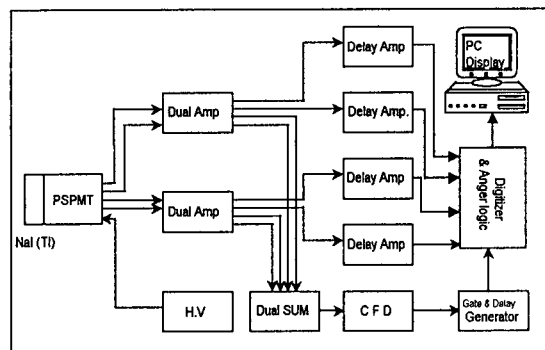 Delay Amp
PC
Display
Dual Amp
Delay Amp.
PSPMT
NaI (Tl)
Dual Amp
Delay Amp
Digitizer
& Anger logic
Delay Amp
H.V
Dual SUM
C F D
Gate & Delay
Generator